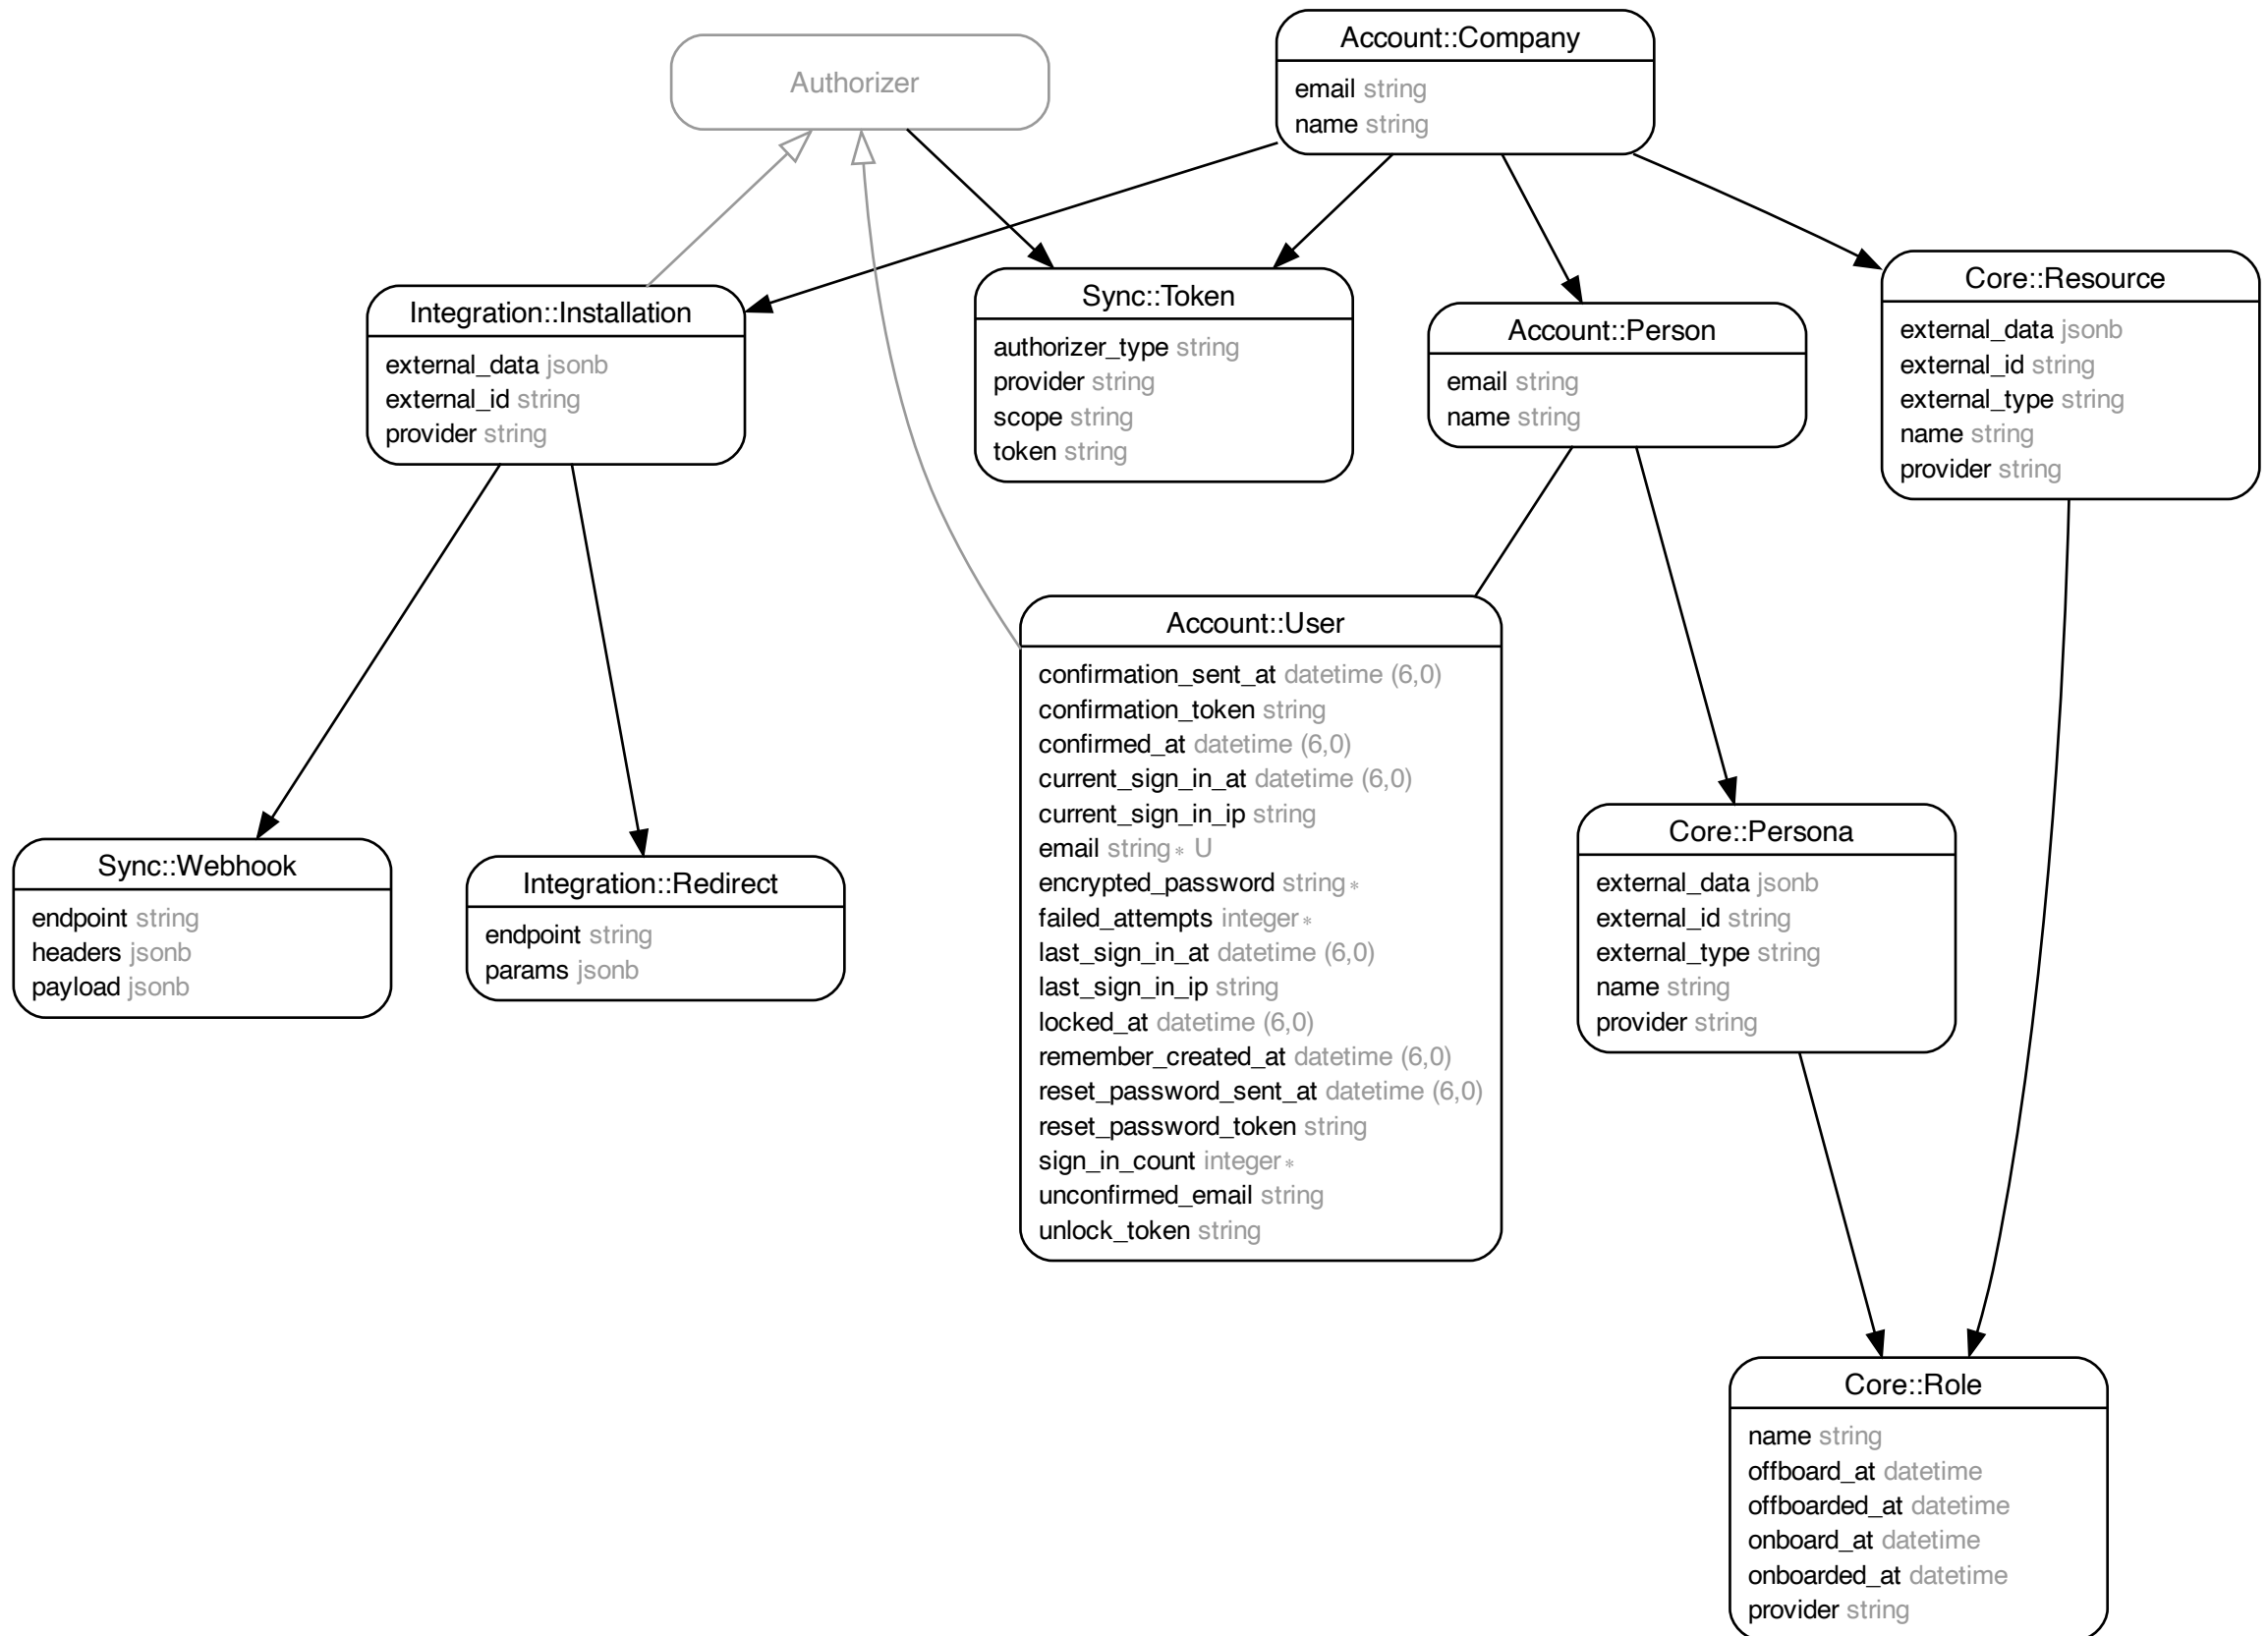 Authorizer
Account::Company
email string
name string
Integration::Installation
external_data jsonb
external_id string
provider string
Sync::Token
authorizer_type string
provider string
scope string
token string
Account::Person
email string
name string
Core::Resource
external_data jsonb
external_id string
external_type string
name string
provider string
Account::User
confirmation_sent_at datetime (6,0)
confirmation_token string
confirmed_at datetime (6,0)
current_sign_in_at datetime (6,0)
current_sign_in_ip string
email string* U
encrypted_password string*
failed_attempts integer*
last_sign_in_at datetime (6,0)
last_sign_in_ip string
locked_at datetime (6,0)
remember_created_at datetime (6,0)
reset_password_sent_at datetime (6,0)
reset_password_token string
sign_in_count integer*
unconfirmed_email string
unlock_token string
Sync::Webhook
endpoint string
headers jsonb
payload jsonb
Integration::Redirect
endpoint string
params jsonb
Core::Persona
external_data jsonb
external_id string
external_type string
name string
provider string
Core::Role
name string
offboard_at datetime
offboarded_at datetime
onboard_at datetime
onboarded_at datetime
provider string